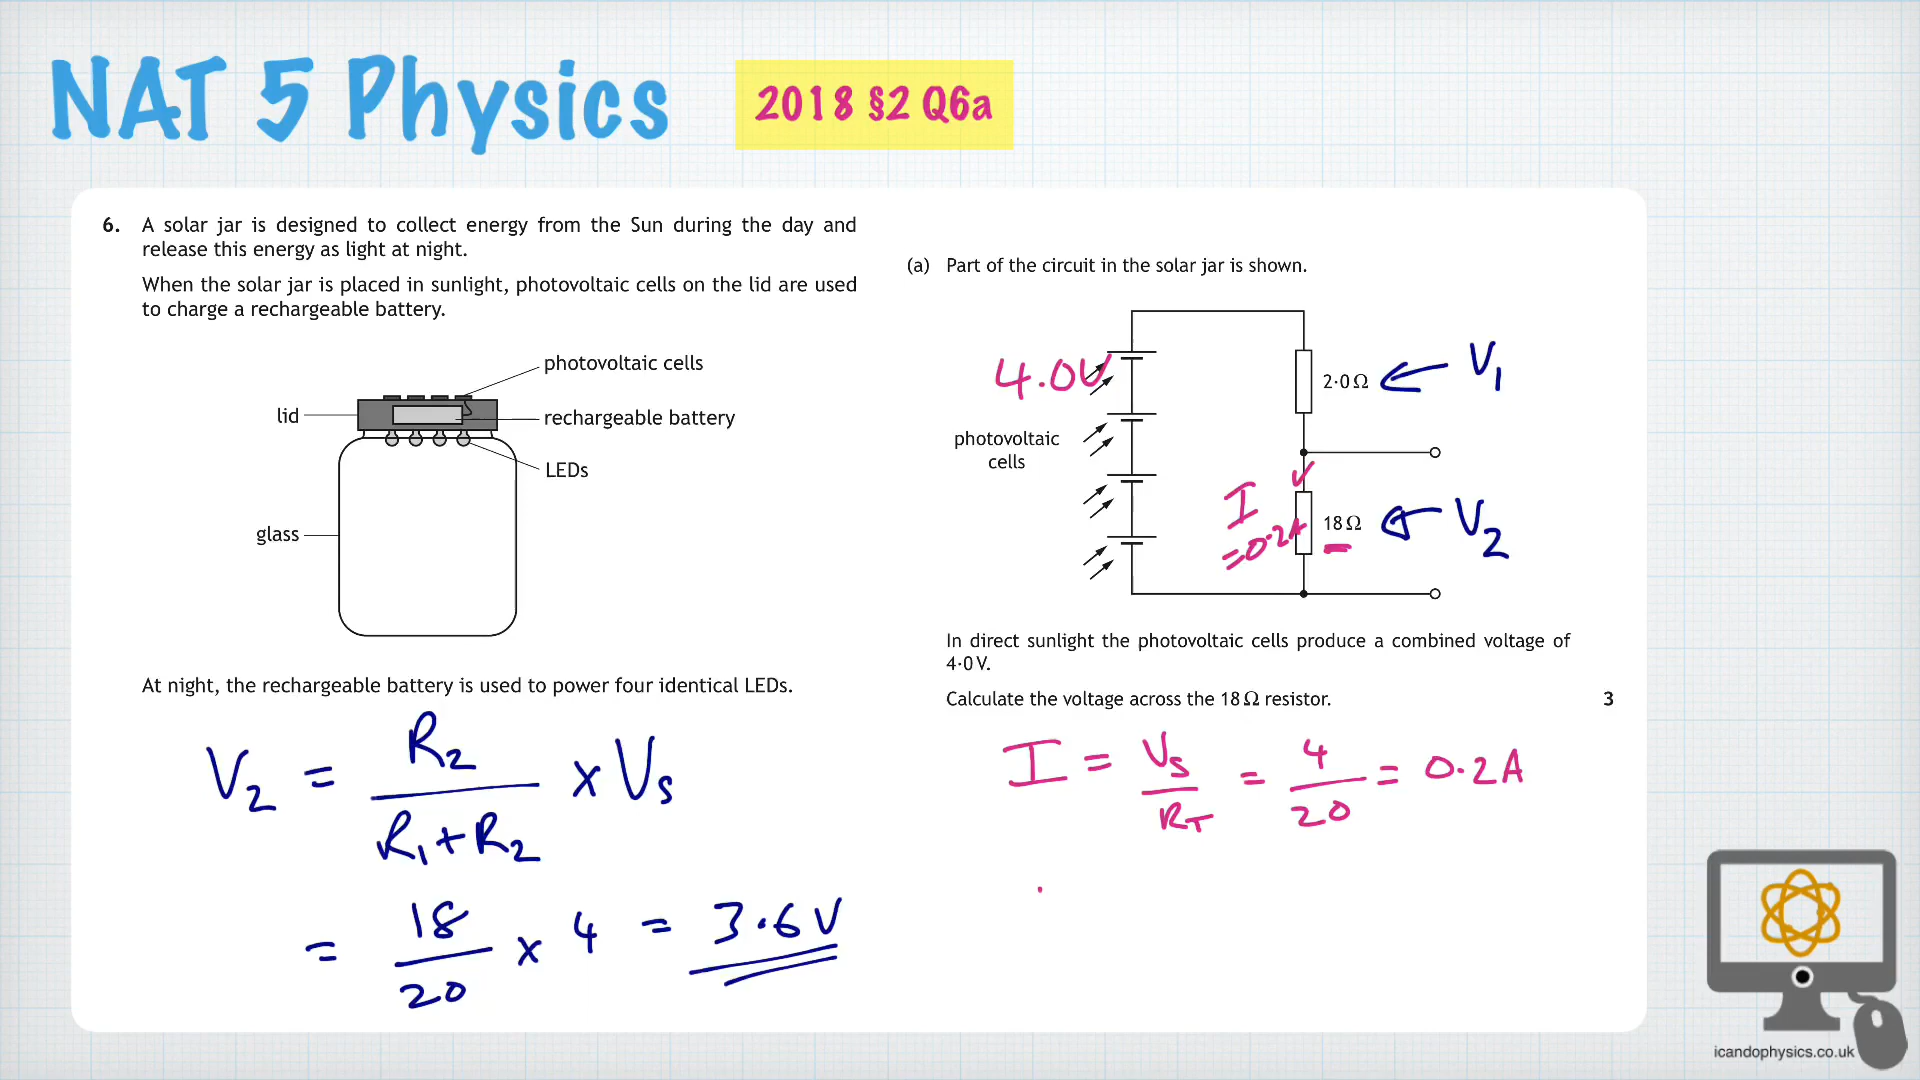 NAT 5 Physics
2018 §2 Q6a
6. A solar jar is designed to collect energy from the Sun during the day and
release this energy as light at night.
When the solar jar is placed in sunlight, photovoltaic cells on the lid are used
to charge a rechargeable battery.
photovoltaic cells
lid
rechargeable battery
LEDs
glass
At night, the rechargeable battery is used to power four identical LEDs.
V₂ = R₂ / R₁+R₂ × Vs
= 18 / 20 × 4 = 3.6V
(a) Part of the circuit in the solar jar is shown.
4.0V
2·0Ω
V₁
photovoltaic
cells
I
=0.2A
18Ω
V₂
In direct sunlight the photovoltaic cells produce a combined voltage of
4·0V.
Calculate the voltage across the 18Ω resistor. 3
I = Vs / RT = 4 / 20 = 0.2A
icandophysics.co.uk